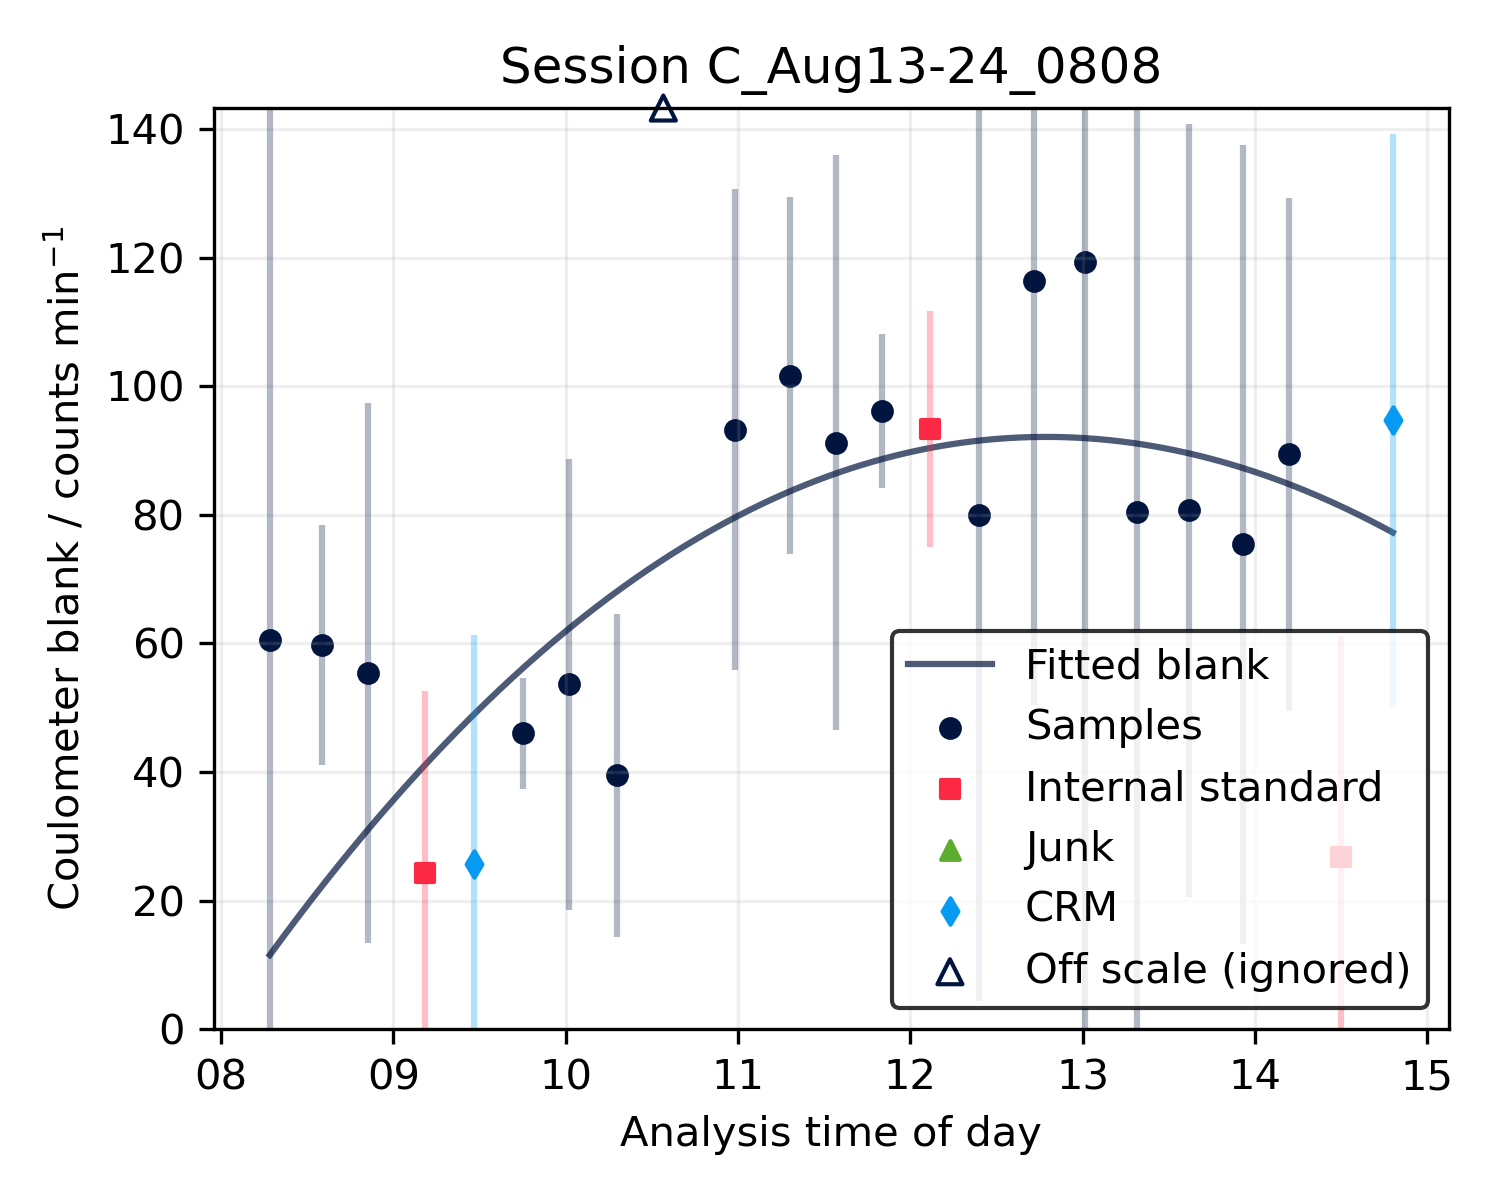 Session C_Aug13-24_0808
Coulometer blank / counts min⁻¹
140
120
100
80
60
40
20
0
Fitted blank
Samples
Internal standard
Junk
CRM
Off scale (ignored)
08 09 10 11 12 13 14 15
Analysis time of day